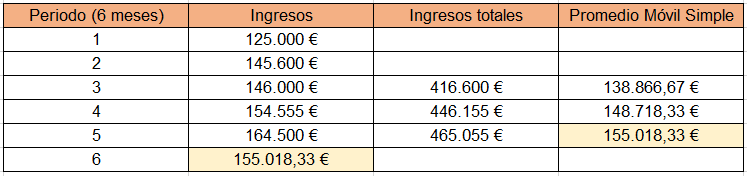 Periodo (6 meses) Ingresos Ingresos totales Promedio Móvil Simple
1 125.000 €
2 145.600 €
3 146.000 € 416.600 € 138.866,67 €
4 154.555 € 446.155 € 148.718,33 €
5 164.500 € 465.055 € 155.018,33 €
6 155.018,33 €